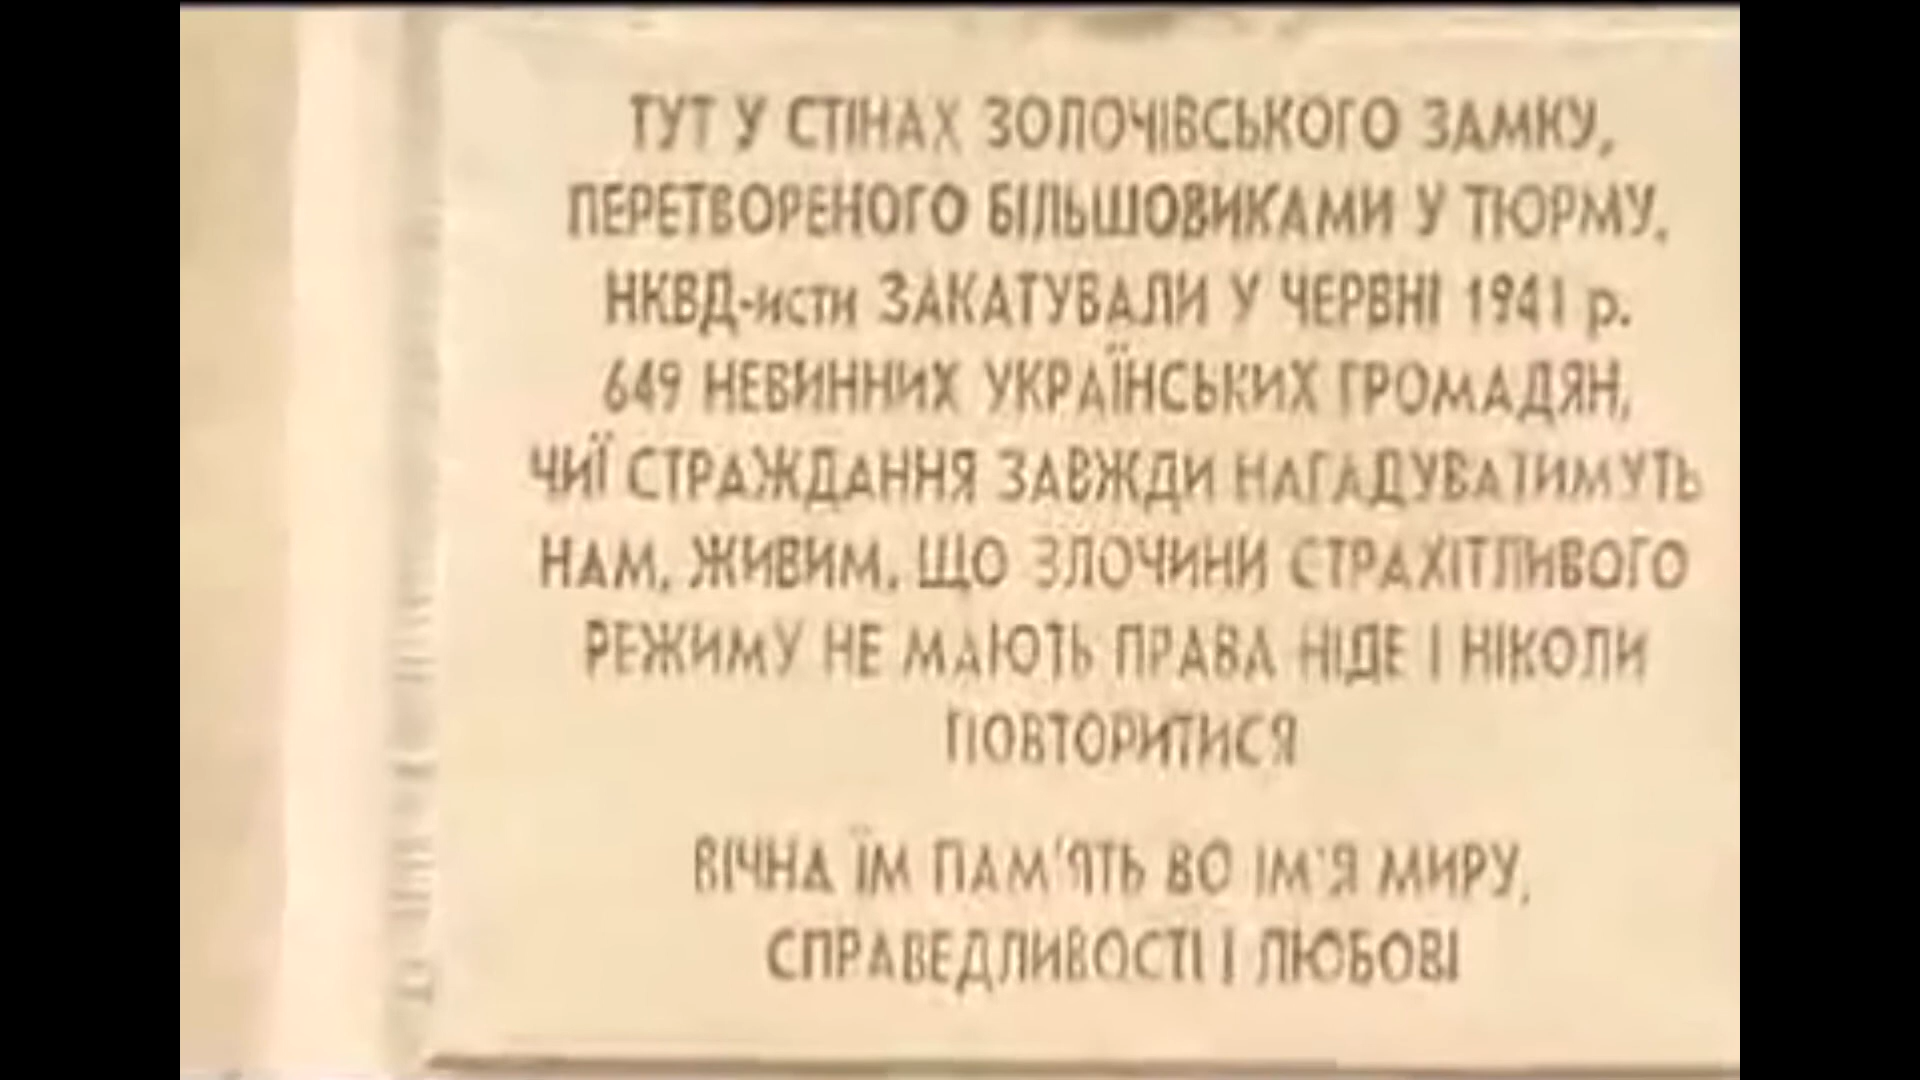 ТУТ У СТІНАХ ЗОЛОЧІВСЬКОГО ЗАМКУ,
ПЕРЕТВОРЕНОГО БІЛЬШОВИКАМИ У ТЮРМУ,
НКВД-исти ЗАКАТУВАЛИ У ЧЕРВНІ 1941 р.
649 НЕВИННИХ УКРАЇНСЬКИХ ГРОМАДЯН,
ЧИЇ СТРАЖДАННЯ ЗАВЖДИ НАГАДУВАТИМУТЬ
НАМ, ЖИВИМ, ЩО ЗЛОЧИНИ СТРАХІТЛИВОГО
РЕЖИМУ НЕ МАЮТЬ ПРАВА НІДЕ І НІКОЛИ
ПОВТОРИТИСЯ
ВІЧНА ЇМ ПАМ'ЯТЬ ВО ІМ'Я МИРУ,
СПРАВЕДЛИВОСТІ І ЛЮБОВІ